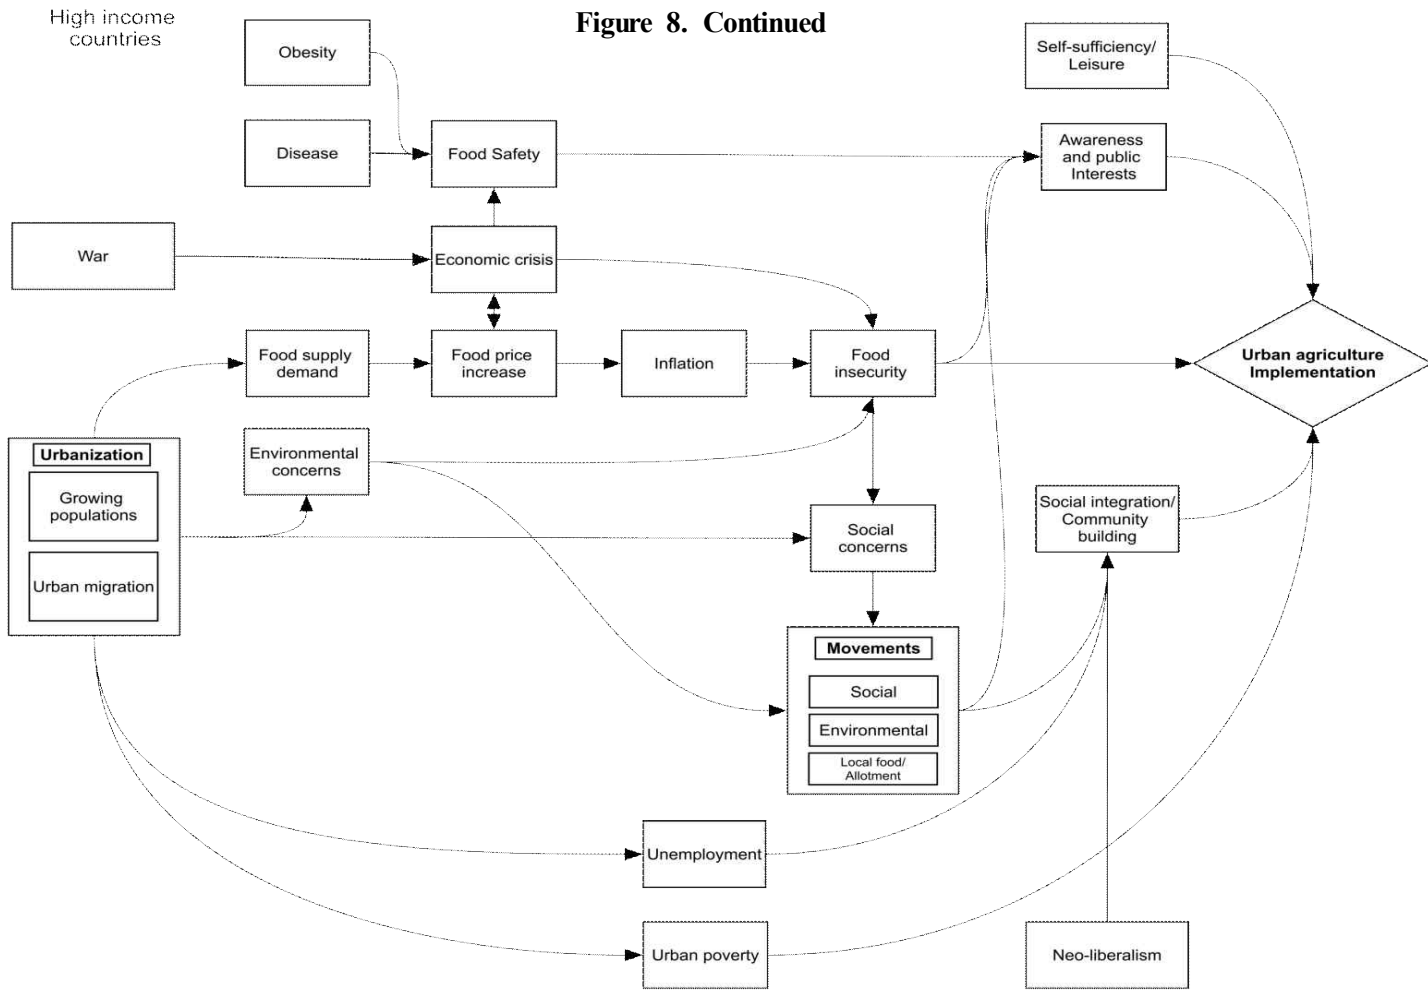 High income
countries
Figure 8. Continued
Obesity
Self-sufficiency/
Leisure
Disease
Food Safety
Awareness
and public
Interests
War
Economic crisis
Food supply
demand
Food price
increase
Inflation
Food
insecurity
Urban agriculture
Implementation
Urbanization
Growing
populations
Urban migration
Environmental
concerns
Social
concerns
Social integration/
Community
building
Movements
Social
Environmental
Local food/
Allotment
Unemployment
Urban poverty
Neo-liberalism